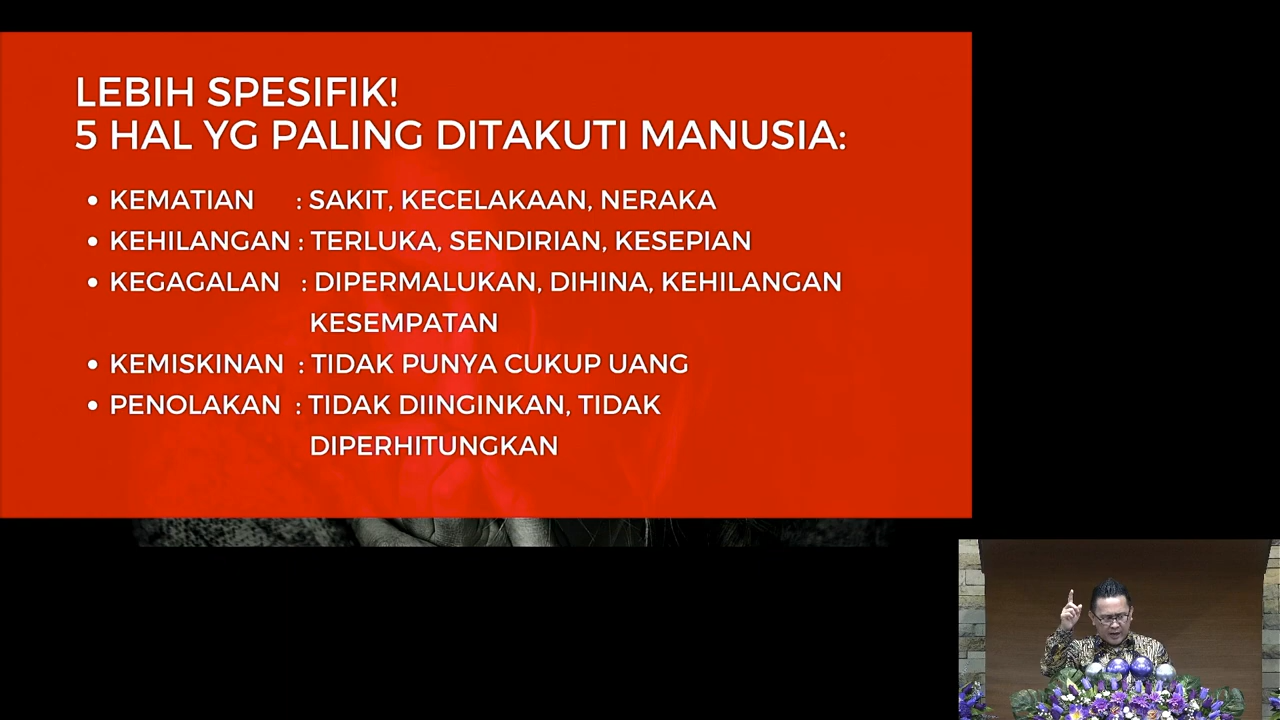 LEBIH SPESIFIK!
5 HAL YG PALING DITAKUTI MANUSIA:
• KEMATIAN : SAKIT, KECELAKAAN, NERAKA
• KEHILANGAN : TERLUKA, SENDIRIAN, KESEPIAN
• KEGAGALAN : DIPERMALUKAN, DIHINA, KEHILANGAN
KESEMPATAN
• KEMISKINAN : TIDAK PUNYA CUKUP UANG
• PENOLAKAN : TIDAK DIINGINKAN, TIDAK
DIPERHITUNGKAN